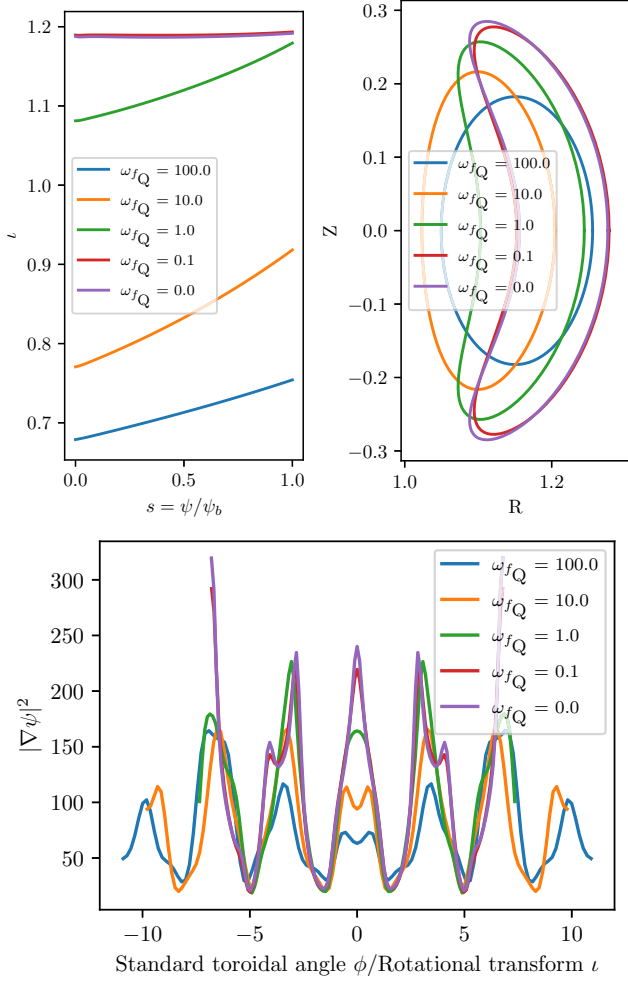 1.2
1.1
1.0
0.9
0.8
0.7
ι
ω_{f_Q} = 100.0
ω_{f_Q} = 10.0
ω_{f_Q} = 1.0
ω_{f_Q} = 0.1
ω_{f_Q} = 0.0
0.0 0.5 1.0
s = ψ/ψ_b
0.3
0.2
0.1
0.0
−0.1
−0.2
−0.3
Z
ω_{f_Q} = 100.0
ω_{f_Q} = 10.0
ω_{f_Q} = 1.0
ω_{f_Q} = 0.1
ω_{f_Q} = 0.0
1.0 1.2
R
300
250
200
150
100
50
|∇ψ|²
ω_{f_Q} = 100.0
ω_{f_Q} = 10.0
ω_{f_Q} = 1.0
ω_{f_Q} = 0.1
ω_{f_Q} = 0.0
−10 −5 0 5 10
Standard toroidal angle ϕ/Rotational transform ι